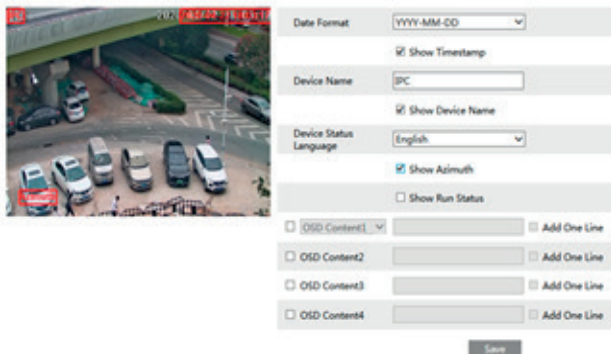 Date Format YYYY-MM-DD
Show Timestamp
Device Name IPC
Show Device Name
Device Status Language English
Show Azimuth
Show Run Status
OSD Content1 Add One Line
OSD Content2 Add One Line
OSD Content3 Add One Line
OSD Content4 Add One Line
Save